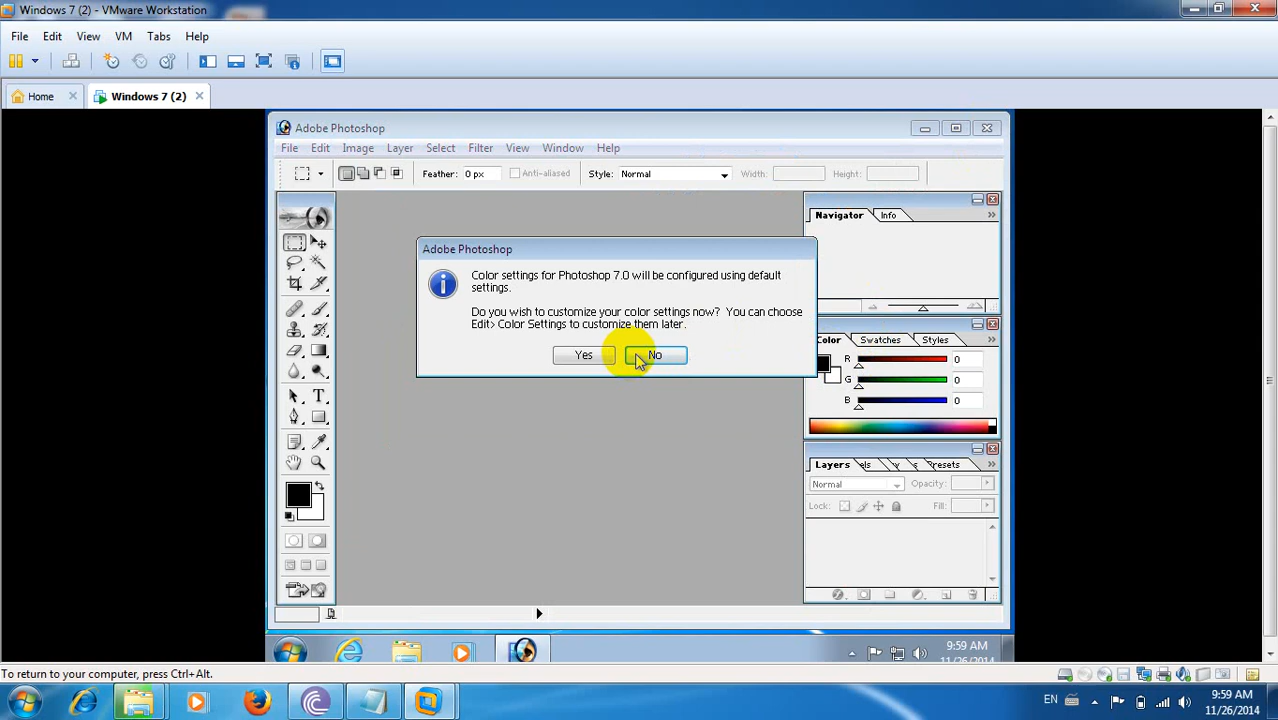 Windows 7 (2) - VMware Workstation
File Edit View VM Tabs Help
Home Windows 7 (2)
Adobe Photoshop
File Edit Image Layer Select Filter View Window Help
Feather: 0 px Anti-aliased Style: Normal Width: Height:
Navigator Info
Adobe Photoshop
Color settings for Photoshop 7.0 will be configured using default
settings.
Do you wish to customize your color settings now? You can choose
Edit> Color Settings to customize them later.
Yes No
Color Swatches Styles
R 0
G 0
B 0
Layers els Presets
Normal Opacity:
Lock: Fill:
9:59 AM
11/26/2014
To return to your computer, press Ctrl+Alt.
EN 9:59 AM
11/26/2014